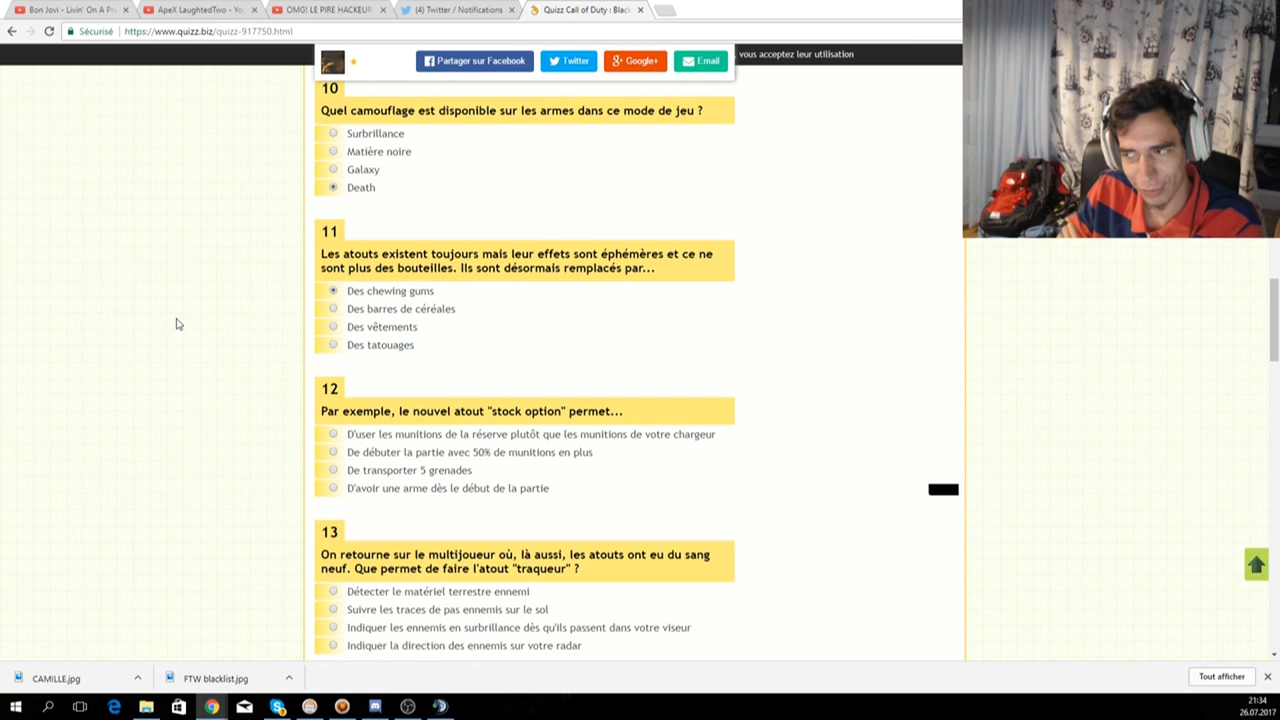 Bon Jovi - Livin' On A Pr
ApeX LaughtedTwo - Yo
OMG! LE PIRE HACKEUR
(4) Twitter / Notifications
Quizz Call of Duty : Black
Sécurisé
https://www.quizz.biz/quizz-917750.html
Partager sur Facebook
Twitter
Google+
Email
vous acceptez leur utilisation
10
Quel camouflage est disponible sur les armes dans ce mode de jeu ?
Surbrillance
Matière noire
Galaxy
Death
11
Les atouts existent toujours mais leur effets sont éphémères et ce ne
sont plus des bouteilles. Ils sont désormais remplacés par...
Des chewing gums
Des barres de céréales
Des vêtements
Des tatouages
12
Par exemple, le nouvel atout "stock option" permet...
D'user les munitions de la réserve plutôt que les munitions de votre chargeur
De débuter la partie avec 50% de munitions en plus
De transporter 5 grenades
D'avoir une arme dès le début de la partie
13
On retourne sur le multijoueur où, là aussi, les atouts ont eu du sang
neuf. Que permet de faire l'atout "traqueur" ?
Détecter le matériel terrestre ennemi
Suivre les traces de pas ennemis sur le sol
Indiquer les ennemis en surbrillance dès qu'ils passent dans votre viseur
Indiquer la direction des ennemis sur votre radar
CAMILLE.jpg
FTW blacklist.jpg
Tout afficher
21:34
26.07.2017